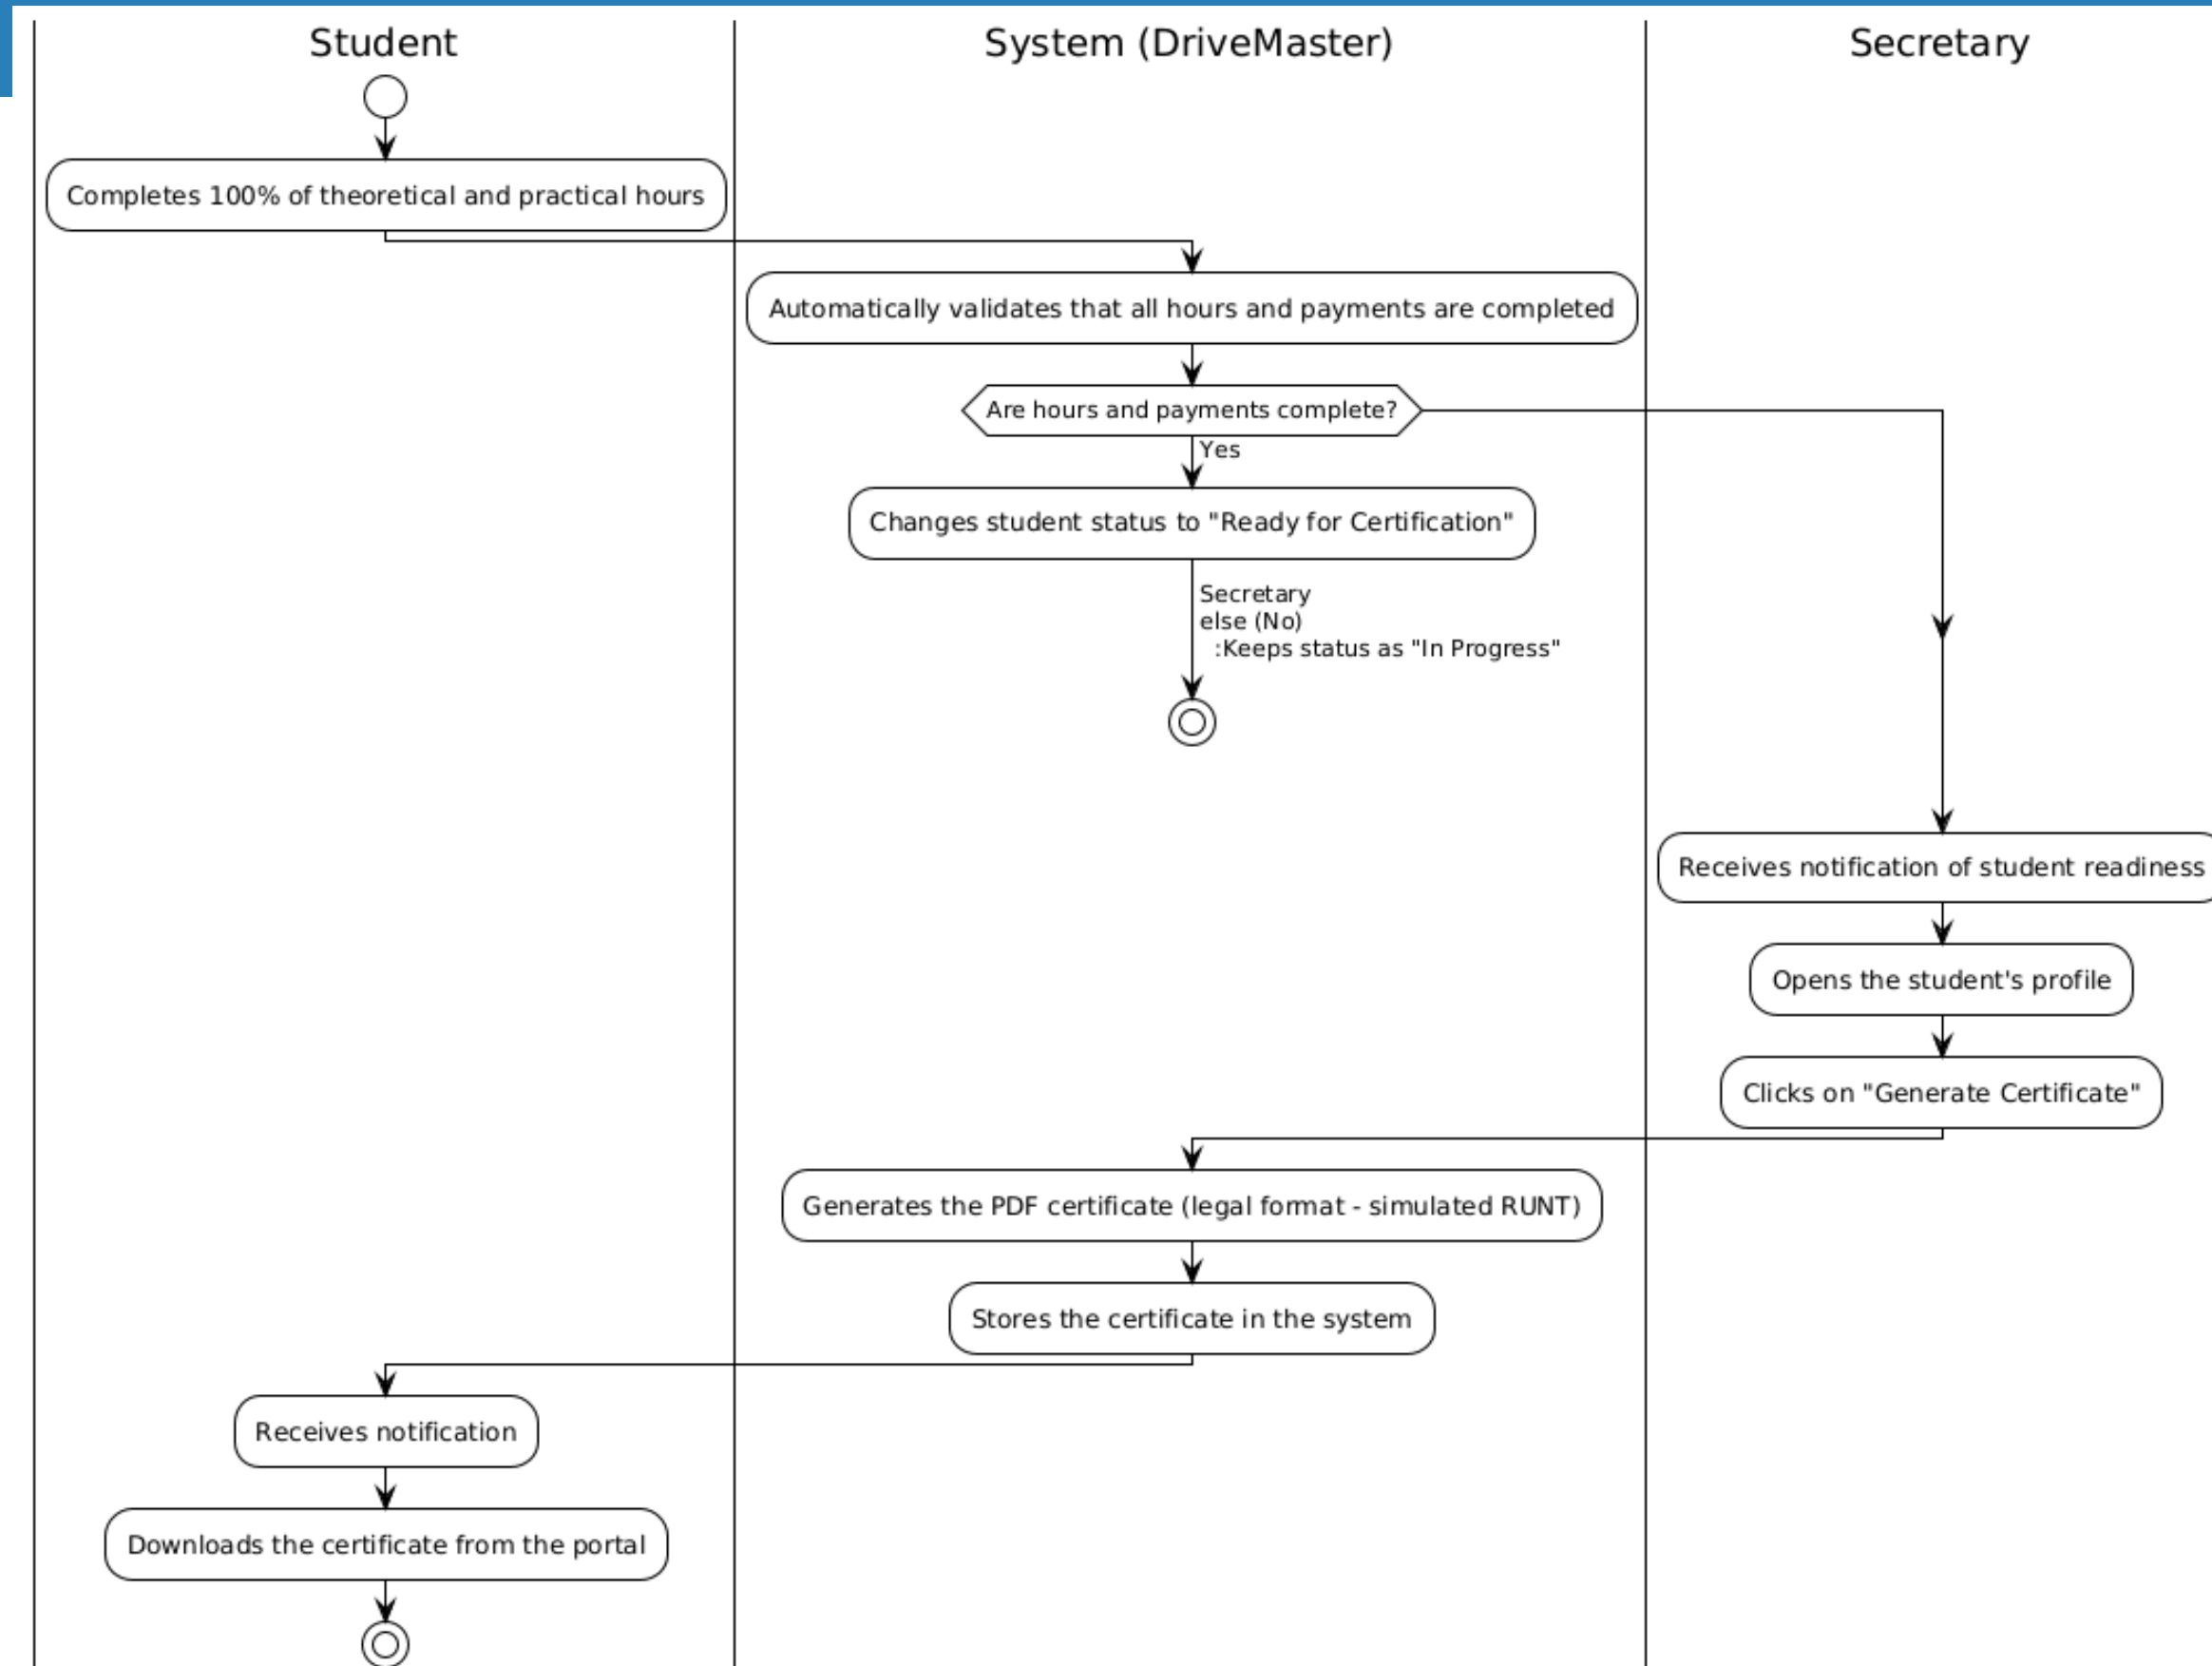 Student
System (DriveMaster)
Secretary
Completes 100% of theoretical and practical hours
Automatically validates that all hours and payments are completed
Are hours and payments complete?
Yes
Changes student status to "Ready for Certification"
Secretary
else (No)
:Keeps status as "In Progress"
Receives notification of student readiness
Opens the student's profile
Clicks on "Generate Certificate"
Generates the PDF certificate (legal format - simulated RUNT)
Stores the certificate in the system
Receives notification
Downloads the certificate from the portal